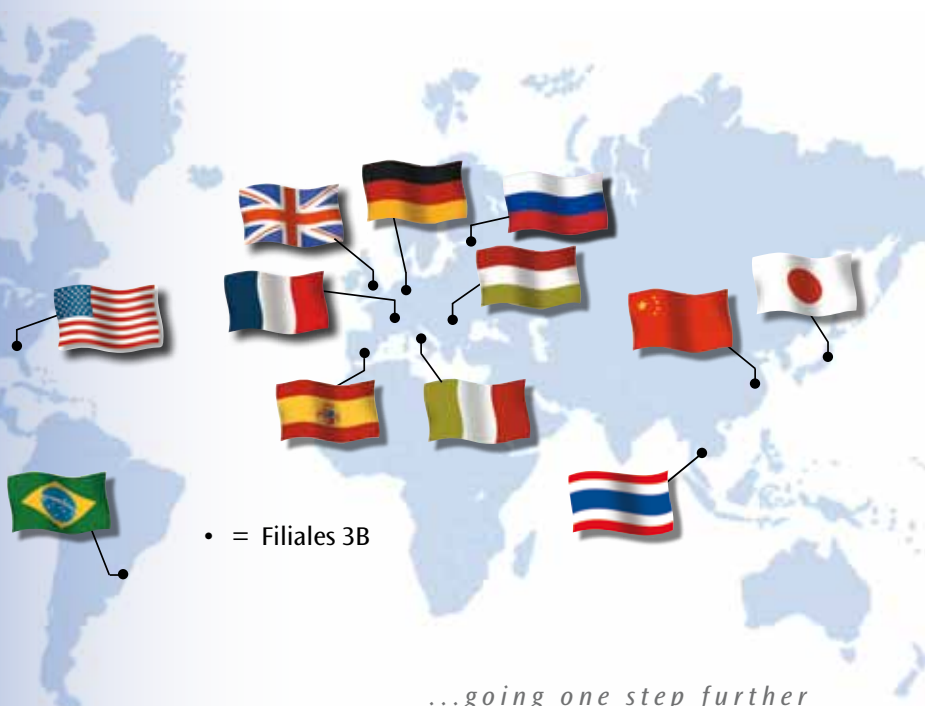 • = Filiales 3B
...going one step further